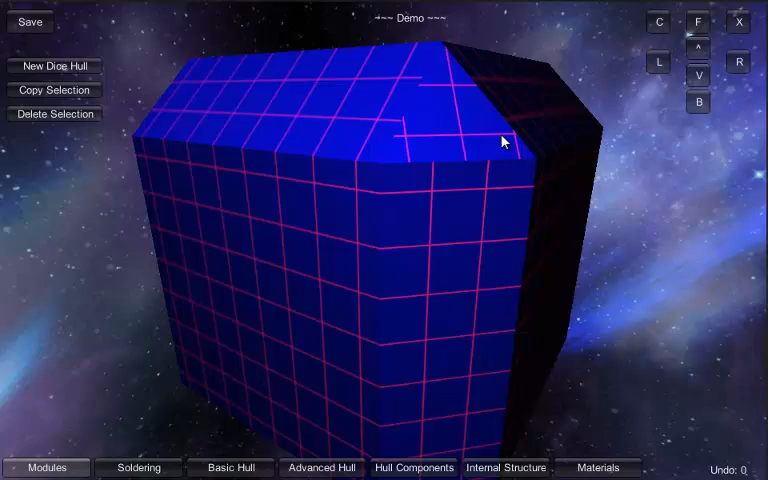 Save
~~~ Demo ~~~
C F X
^
L R
V
B
New Dice Hull
Copy Selection
Delete Selection
Modules Soldering Basic Hull Advanced Hull Hull Components Internal Structure Materials
Undo: 0